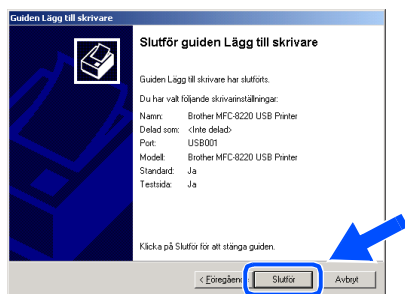 Guiden Lägg till skrivare
Slutför guiden Lägg till skrivare
Guiden Lägg till skrivare har slutförts.
Du har valt följande skrivarinställningar:
Namn: Brother MFC-8220 USB Printer
Delad som: <Inte delad>
Port: USB001
Modell: Brother MFC-8220 USB Printer
Standard: Ja
Testsida: Ja
Klicka på Slutför för att stänga guiden.
< Föregåen Slutför Avbryt